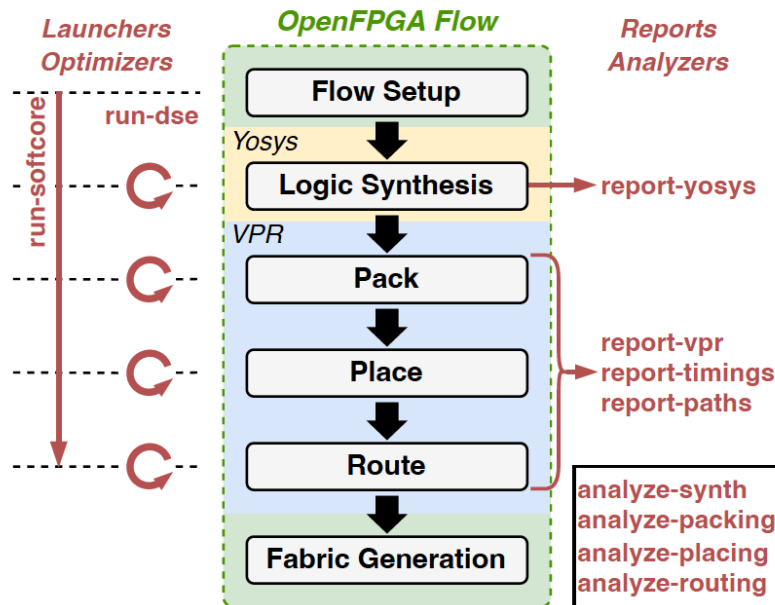 Launchers
Optimizers
OpenFPGA Flow
Reports
Analyzers
run-softcore
run-dse
Flow Setup
Yosys
Logic Synthesis
report-yosys
VPR
Pack
Place
report-vpr
report-timings
report-paths
Route
Fabric Generation
analyze-synth
analyze-packing
analyze-placing
analyze-routing